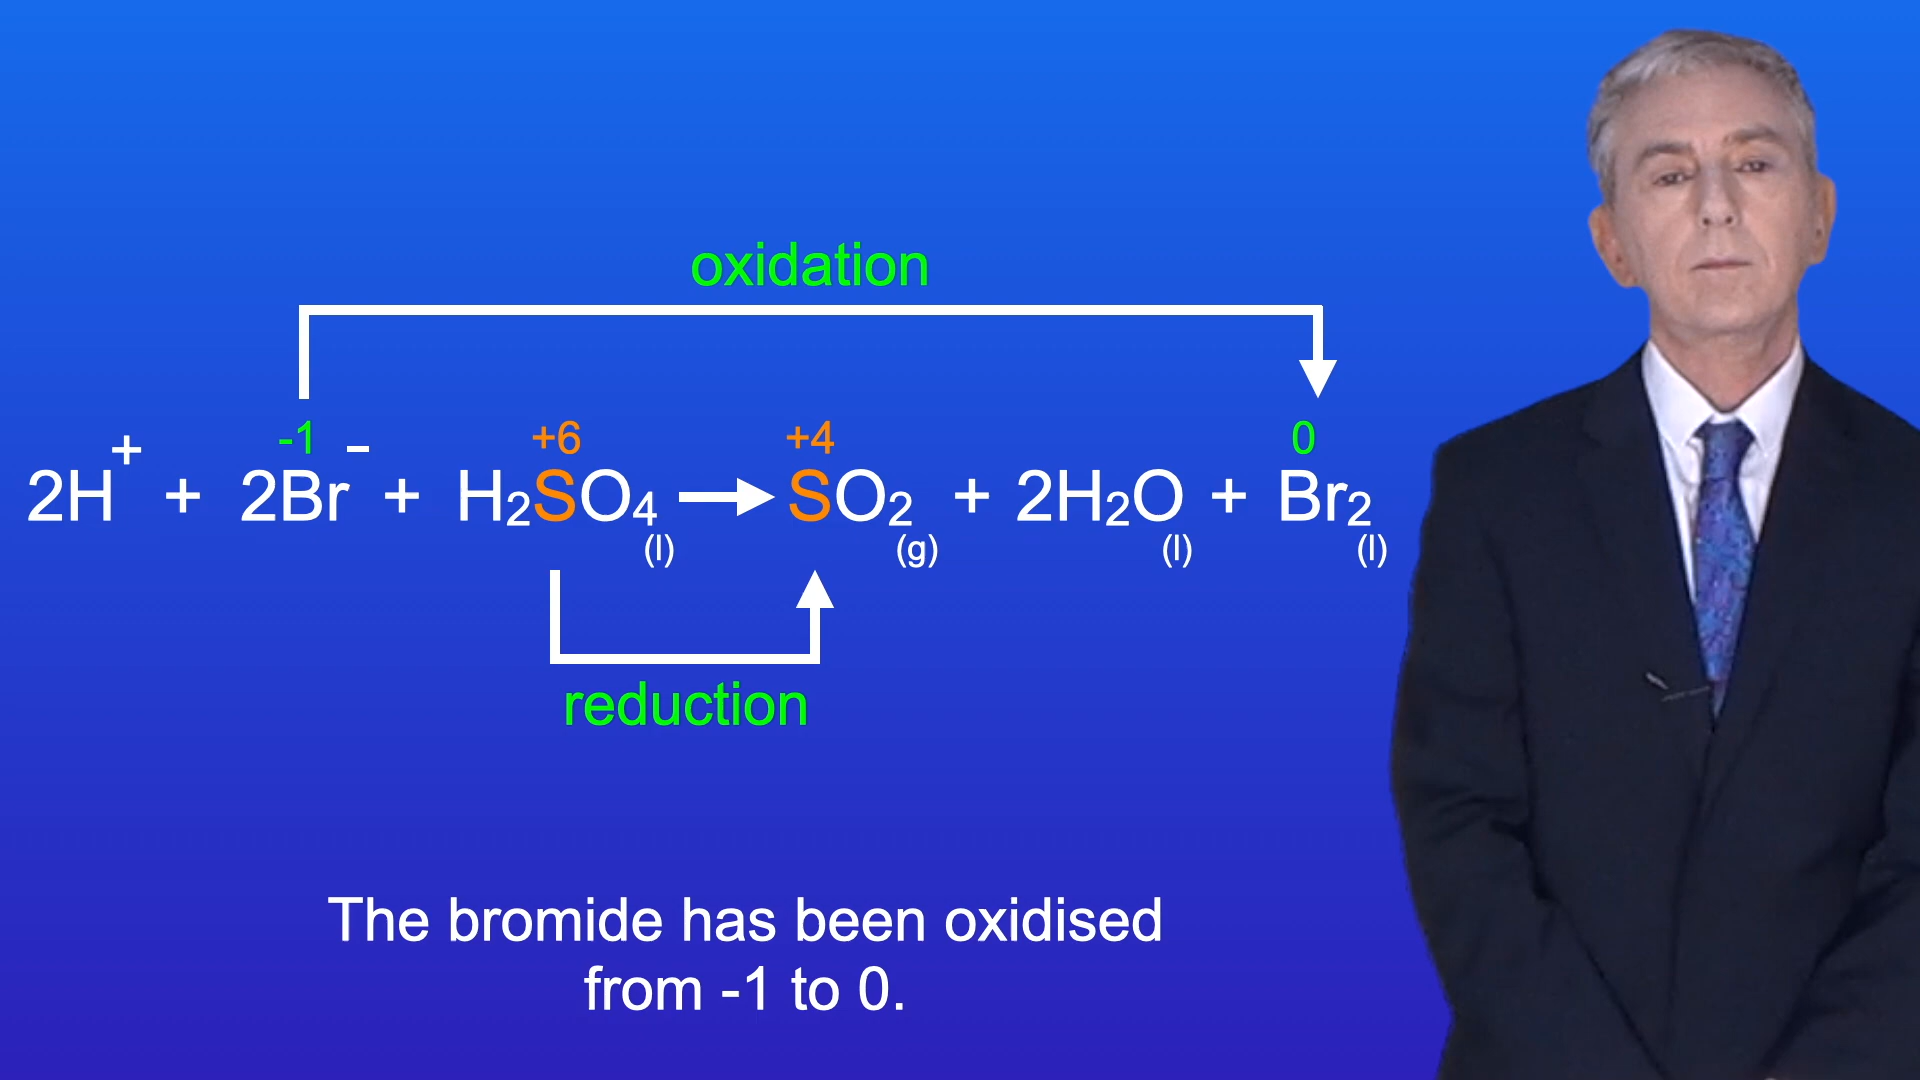 oxidation
-1 +6 +4 0
2H⁺ + 2Br⁻ + H₂SO₄(l) → SO₂(g) + 2H₂O(l) + Br₂(l)
reduction
The bromide has been oxidised
from -1 to 0.